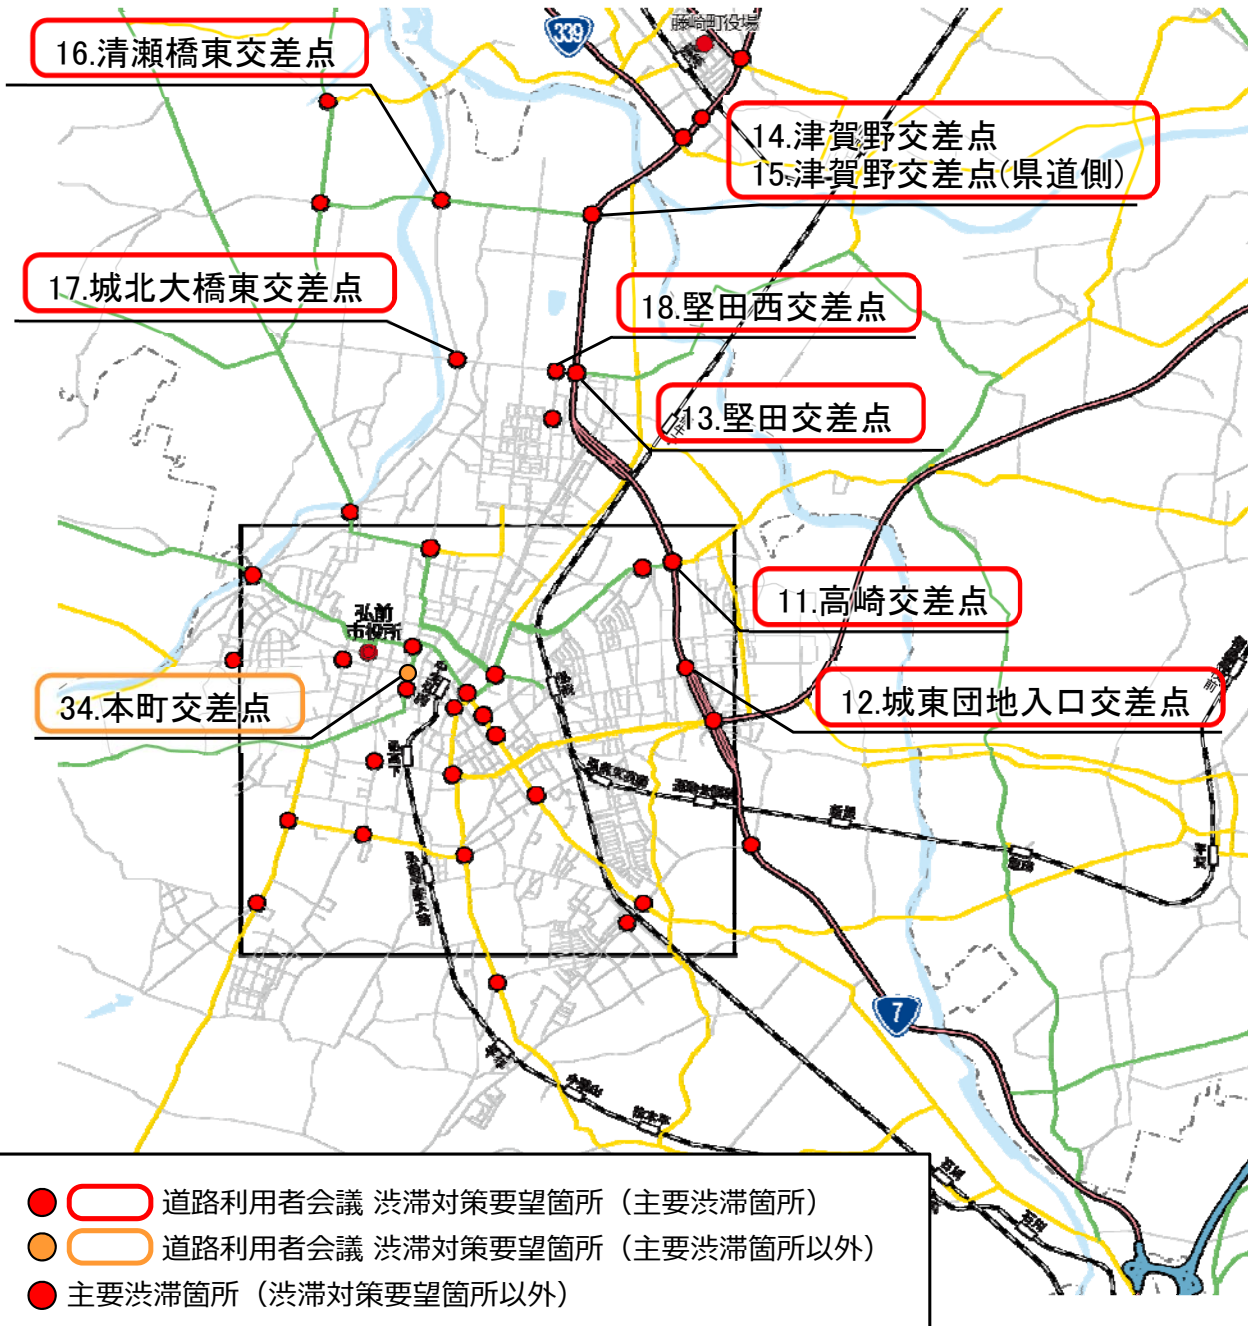 339
藤崎町役場
16.清瀬橋東交差点
14.津賀野交差点
15.津賀野交差点(県道側)
17.城北大橋東交差点
18.堅田西交差点
13.堅田交差点
11.高崎交差点
弘前
市役所
34.本町交差点
12.城東団地入口交差点
7
道路利用者会議 渋滞対策要望箇所（主要渋滞箇所）
道路利用者会議 渋滞対策要望箇所（主要渋滞箇所以外）
主要渋滞箇所（渋滞対策要望箇所以外）